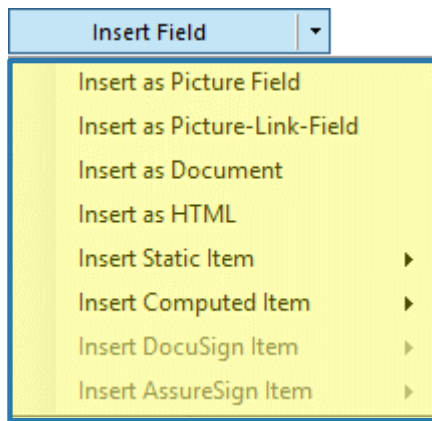 Insert Field
Insert as Picture Field
Insert as Picture-Link-Field
Insert as Document
Insert as HTML
Insert Static Item
Insert Computed Item
Insert DocuSign Item
Insert AssureSign Item